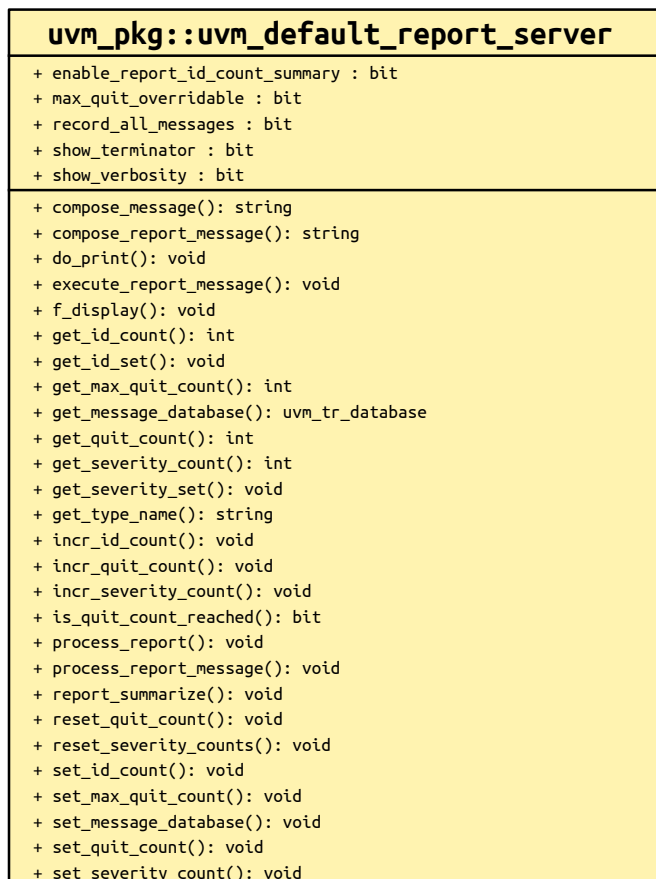 uvm_pkg::uvm_default_report_server
+ enable_report_id_count_summary : bit
+ max_quit_overridable : bit
+ record_all_messages : bit
+ show_terminator : bit
+ show_verbosity : bit
+ compose_message(): string
+ compose_report_message(): string
+ do_print(): void
+ execute_report_message(): void
+ f_display(): void
+ get_id_count(): int
+ get_id_set(): void
+ get_max_quit_count(): int
+ get_message_database(): uvm_tr_database
+ get_quit_count(): int
+ get_severity_count(): int
+ get_severity_set(): void
+ get_type_name(): string
+ incr_id_count(): void
+ incr_quit_count(): void
+ incr_severity_count(): void
+ is_quit_count_reached(): bit
+ process_report(): void
+ process_report_message(): void
+ report_summarize(): void
+ reset_quit_count(): void
+ reset_severity_counts(): void
+ set_id_count(): void
+ set_max_quit_count(): void
+ set_message_database(): void
+ set_quit_count(): void
+ set_severity_count(): void